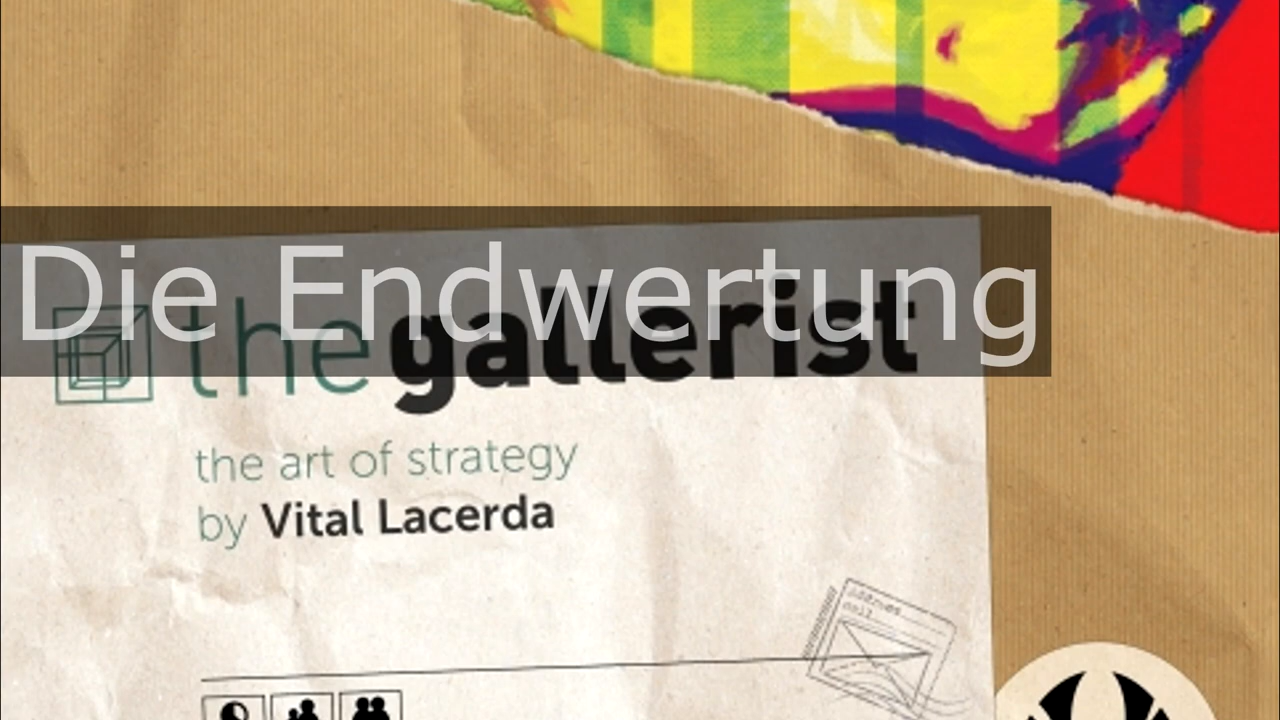 Die Endwertung
the gallerist
the art of strategy
by Vital Lacerda